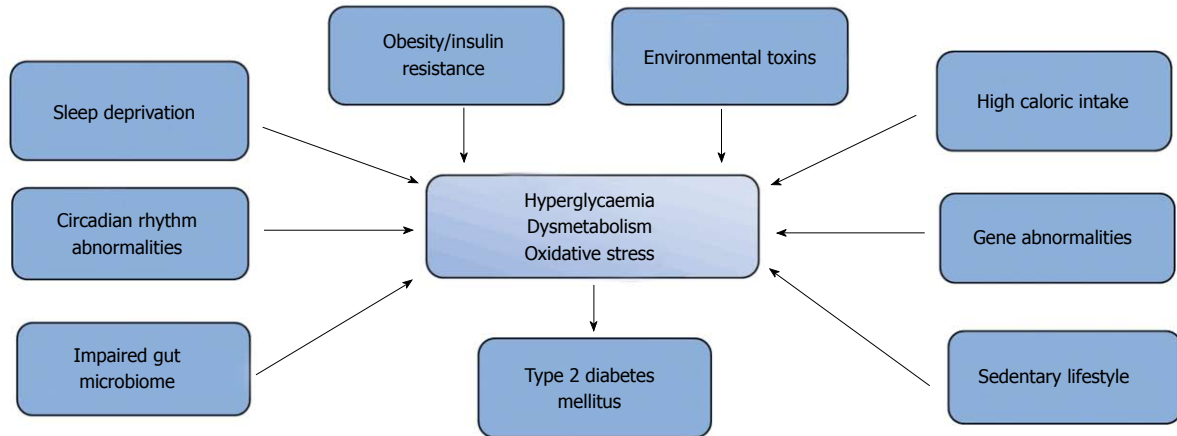 Obesity/insulin
resistance
Environmental toxins
Sleep deprivation
High caloric intake
Hyperglycaemia
Dysmetabolism
Oxidative stress
Circadian rhythm
abnormalities
Gene abnormalities
Impaired gut
microbiome
Type 2 diabetes
mellitus
Sedentary lifestyle